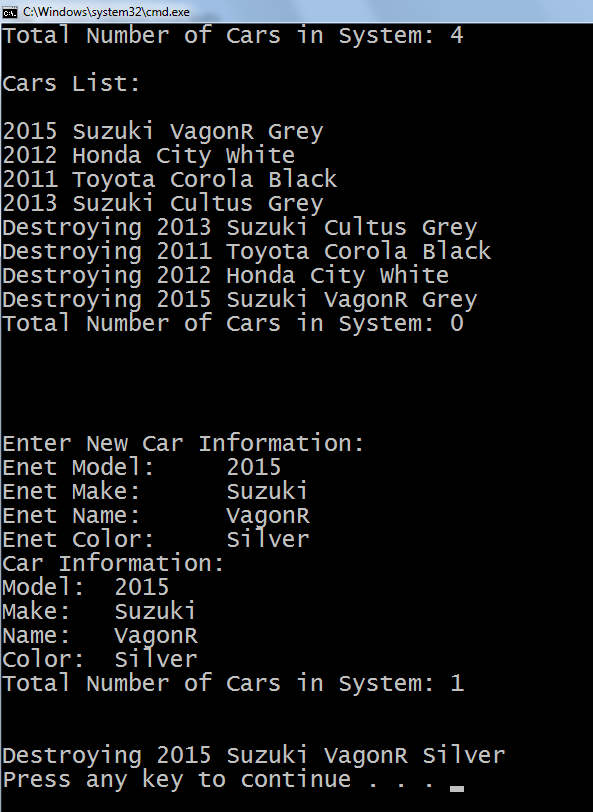 C:\Windows\system32\cmd.exe
Total Number of Cars in System: 4
Cars List:
2015 Suzuki VagonR Grey
2012 Honda City White
2011 Toyota Corola Black
2013 Suzuki Cultus Grey
Destroying 2013 Suzuki Cultus Grey
Destroying 2011 Toyota Corola Black
Destroying 2012 Honda City White
Destroying 2015 Suzuki VagonR Grey
Total Number of Cars in System: 0
Enter New Car Information:
Enet Model: 2015
Enet Make: Suzuki
Enet Name: VagonR
Enet Color: Silver
Car Information:
Model: 2015
Make: Suzuki
Name: VagonR
Color: Silver
Total Number of Cars in System: 1
Destroying 2015 Suzuki VagonR Silver
Press any key to continue . . .